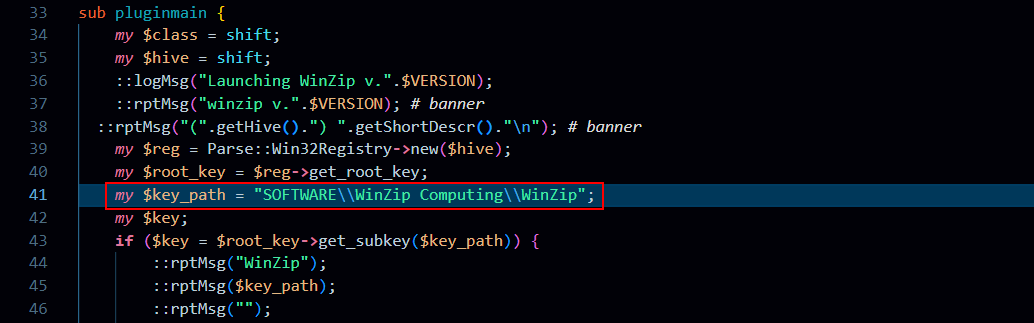 33 sub pluginmain {
34     my $class = shift;
35     my $hive = shift;
36     ::logMsg("Launching WinZip v.".$VERSION);
37     ::rptMsg("winzip v.".$VERSION); # banner
38   ::rptMsg("(".getHive().") ".getShortDescr()."\n"); # banner
39     my $reg = Parse::Win32Registry->new($hive);
40     my $root_key = $reg->get_root_key;
41     my $key_path = "SOFTWARE\\WinZip Computing\\WinZip";
42     my $key;
43     if ($key = $root_key->get_subkey($key_path)) {
44         ::rptMsg("WinZip");
45         ::rptMsg($key_path);
46         ::rptMsg("");